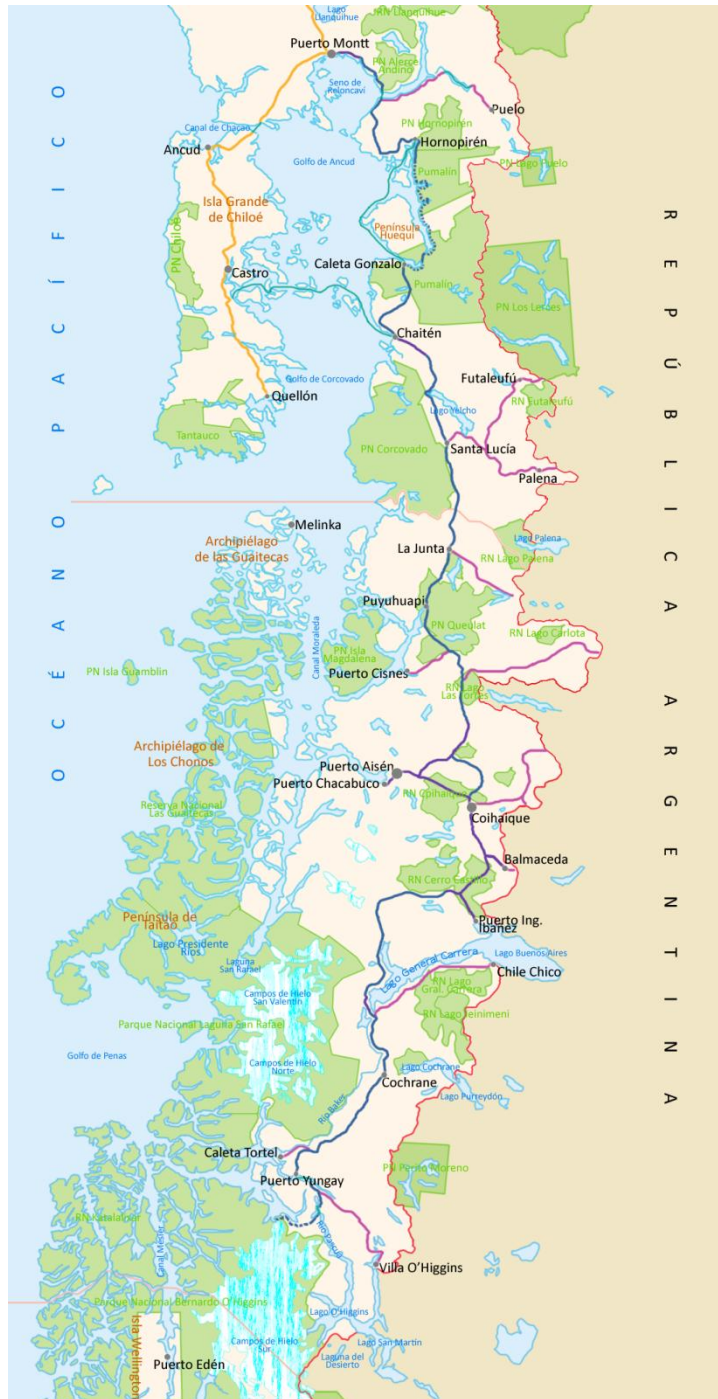 Lago
Llanquihue
RN Llanquihue
Puerto Montt
PN Alerce
Andino
Seno de
Reloncaví
Puelo
Canal de Chacao
PN Hornopirén
Hornopirén
Ancud
Golfo de Ancud
PN Lago Puelo
Pumalín
Isla Grande
de Chiloé
Península
Huequi
PN Chiloé
Castro
Caleta Gonzalo
Pumalín
PN Los Lerdes
Chaitén
Golfo de Corcovado
Futaleufú
Quellón
Lago Yelcho
RN Futaleufú
Tantauco
PN Corcovado
Santa Lucía
Palena
Melinka
Archipiélago
de las Guaitecas
La Junta
Lago Palena
RN Lago Palena
Puyuhuapi
PN Queulat
Canal Moraleda
PN Isla
Magdalena
RN Lago Carlota
PN Isla Guamblin
Puerto Cisnes
RN Lago
Las Torres
Archipiélago de
Los Chonos
Puerto Aisén
Puerto Chacabuco
RN Coihaique
Reserva Nacional
Las Guaitecas
Coihaique
Balmaceda
RN Cerro Castillo
Península de
Taitao
Puerto Ing.
Ibáñez
Lago Presidente
Ríos
Laguna
San Rafael
Lago General Carrera
Lago Buenos Aires
Chile Chico
Campos de Hielo
San Valentín
RN Lago
Gral. Carrera
RN Lago Jeinimeni
Parque Nacional Laguna San Rafael
Golfo de Penas
Campos de Hielo
Norte
Lago Cochrane
Cochrane
Lago Purreydón
Río Baker
Caleta Tortel
PN Perito Moreno
Puerto Yungay
RN Katalalixar
Canal Messier
Río Pascua
Villa O'Higgins
Parque Nacional Bernardo O'Higgins
Lago O'Higgins
Isla Wellington
Campos de Hielo
Sur
Lago San Martín
Laguna del
Desierto
Puerto Edén
OCÉANO PACÍFICO
REPÚBLICA ARGENTINA